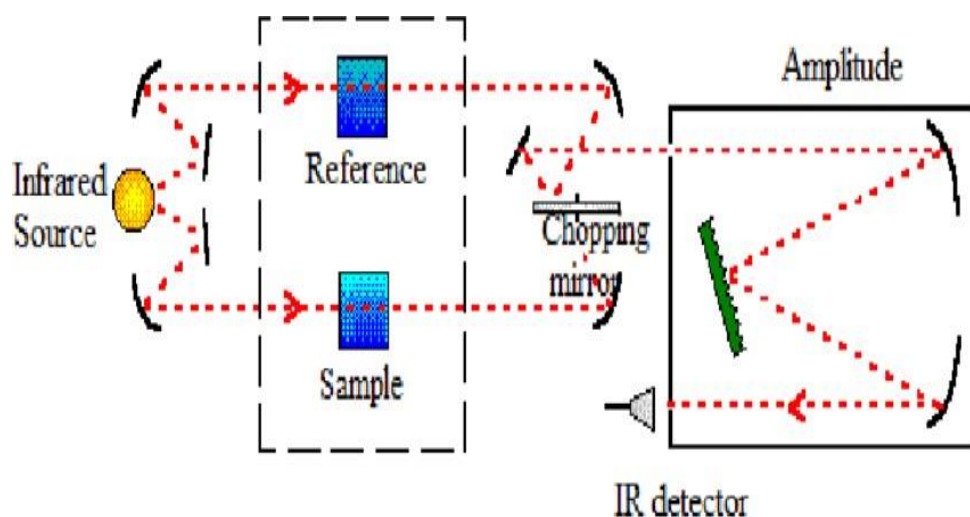 Amplitude
Infrared
Source
Reference
Chopping
mirror
Sample
IR detector